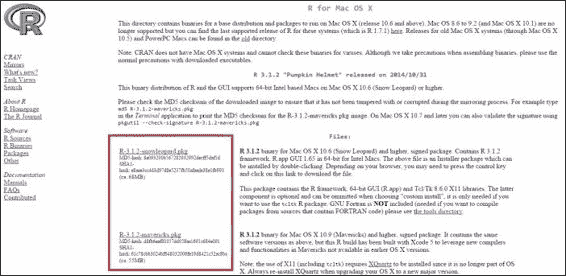 R for Mac OS X
This directory contains binaries for a base distribution and packages to run on Mac OS X (release 10.6 and above). Mac OS 8.6 to 9.2 (and Mac OS X 10.1) are no
longer supported but you can find the last supported release of R for these systems (which is R 1.7.1) here. Releases for old Mac OS X systems (through Mac OS X
10.5) and PowerPC Macs can be found in the old directory.
Note: CRAN does not have Mac OS X systems and cannot check these binaries for viruses. Although we take precautions when assembling binaries, please use the
normal precautions with downloaded executables.
R 3.1.2 "Pumpkin Helmet" released on 2014/10/31
This binary distribution of R and the GUI supports 64-bit Intel based Macs on Mac OS X 10.6 (Snow Leopard) or higher.
Please check the MD5 checksum of the downloaded image to ensure that it has not been tampered with or corrupted during the mirroring process. For example type
md5 R-3.1.2-mavericks.pkg
in the Terminal application to print the MD5 checksum for the R-3.1.2-mavericks.pkg image. On Mac OS X 10.7 and later you can also validate the signature using
pkgutil --check-signature R-3.1.2-mavericks.pkg
Files:
R-3.1.2-snowleopard.pkg
MD5-hash:
SHA1-
hash:
(ca. 68MB)
R 3.1.2 binary for Mac OS X 10.6 (Snow Leopard) and higher, signed package. Contains R 3.1.2
framework, R.app GUI 1.65 in 64-bit for Intel Macs. The above file is an Installer package which can
be installed by double-clicking. Depending on your browser, you may need to press the control key
and click on this link to download the file.
This package contains the R framework, 64-bit GUI (R.app) and Tcl/Tk 8.6.0 X11 libraries. The latter
component is optional and can be ommitted when choosing "custom install", it is only needed if you
want to use the tcltk R package. GNU Fortran is NOT included (needed if you want to compile
packages from sources that contain FORTRAN code) please see the tools directory.
R-3.1.2-mavericks.pkg
MD5-hash:
SHA1-
hash:
(ca. 55MB)
R 3.1.2 binary for Mac OS X 10.9 (Mavericks) and higher, signed package. It contains the same
software versions as above, but this R build has been built with Xcode 5 to leverage new compilers
and functionalities in Mavericks not available in earlier OS X versions.
Note: the use of X11 (including tcltk) requires XQuartz to be installed since it is no longer part of OS
X. Always re-install XQuartz when upgrading your OS X to a new major version.
R
CRAN
Mirrors
What's new?
Task Views
Search
About R
R Homepage
The R Journal
Software
R Sources
R Binaries
Packages
Other
Documentation
Manuals
FAQs
Contributed